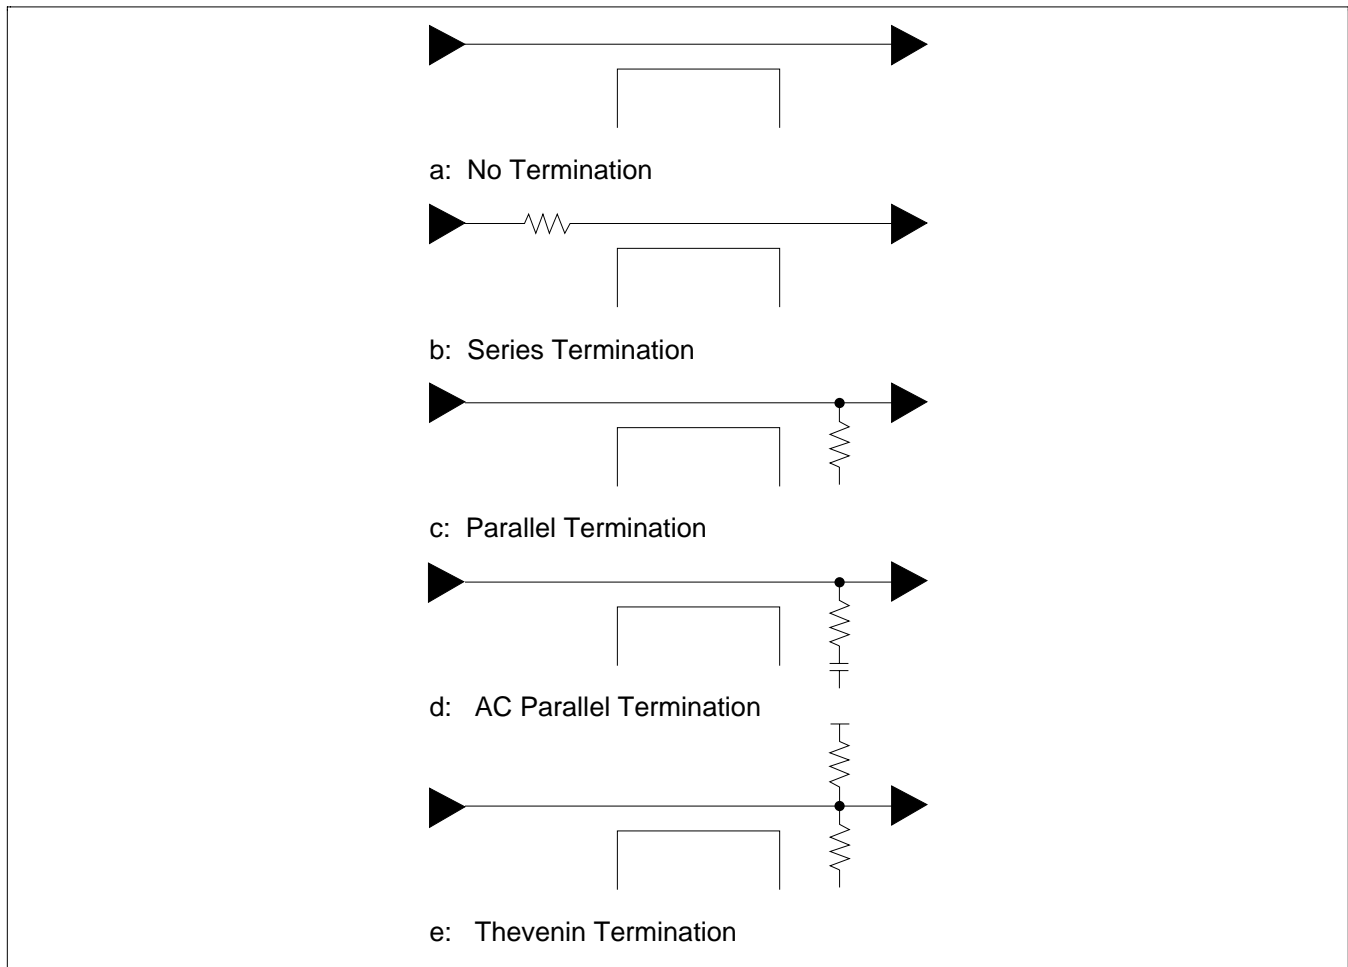 a: No Termination
b: Series Termination
c: Parallel Termination
d: AC Parallel Termination
e: Thevenin Termination